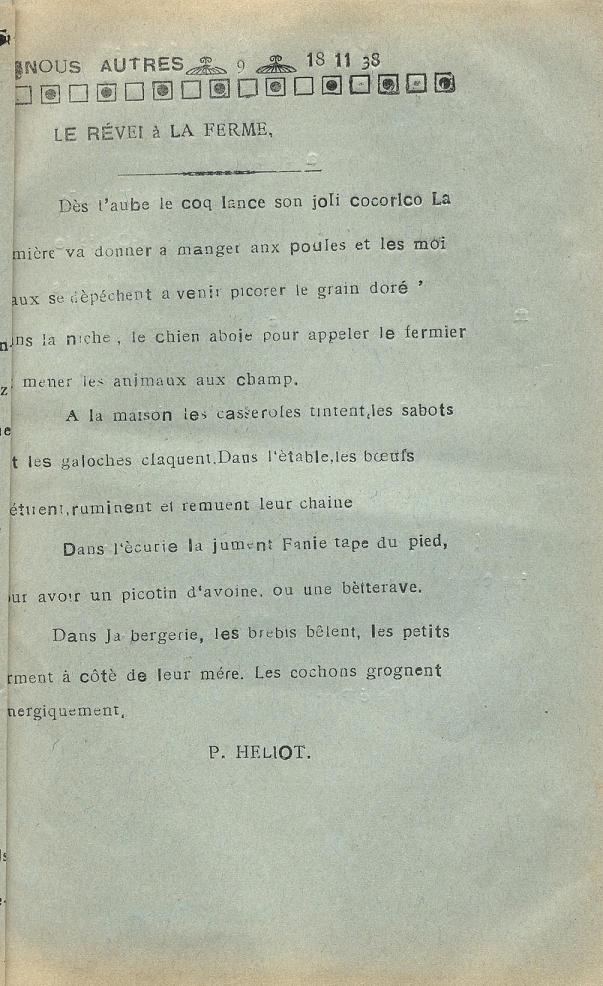 NOUS AUTRES 9 18 11 38
LE RÉVEI à LA FERME,
Dès l'aube le coq lance son joli cocorico La
mière va donner a manger anx poules et les moi
aux se dèpéchent a venir picorer le grain doré '
ns la niche, le chien aboie pour appeler le fermier
mener les animaux aux champ.
A la maison les casseroles tintent,les sabots
t les galoches claquent.Dans l'ètable,les bœufs
étuent,ruminent et remuent leur chaine
Dans l'ècurie la jument Fanie tape du pied,
ur avoir un picotin d'avoine. ou une bètterave.
Dans la bergerie, les brebis bêlent, les petits
rment à côtè de leur mére. Les cochons grognent
nergiquement,
P. HELIOT.